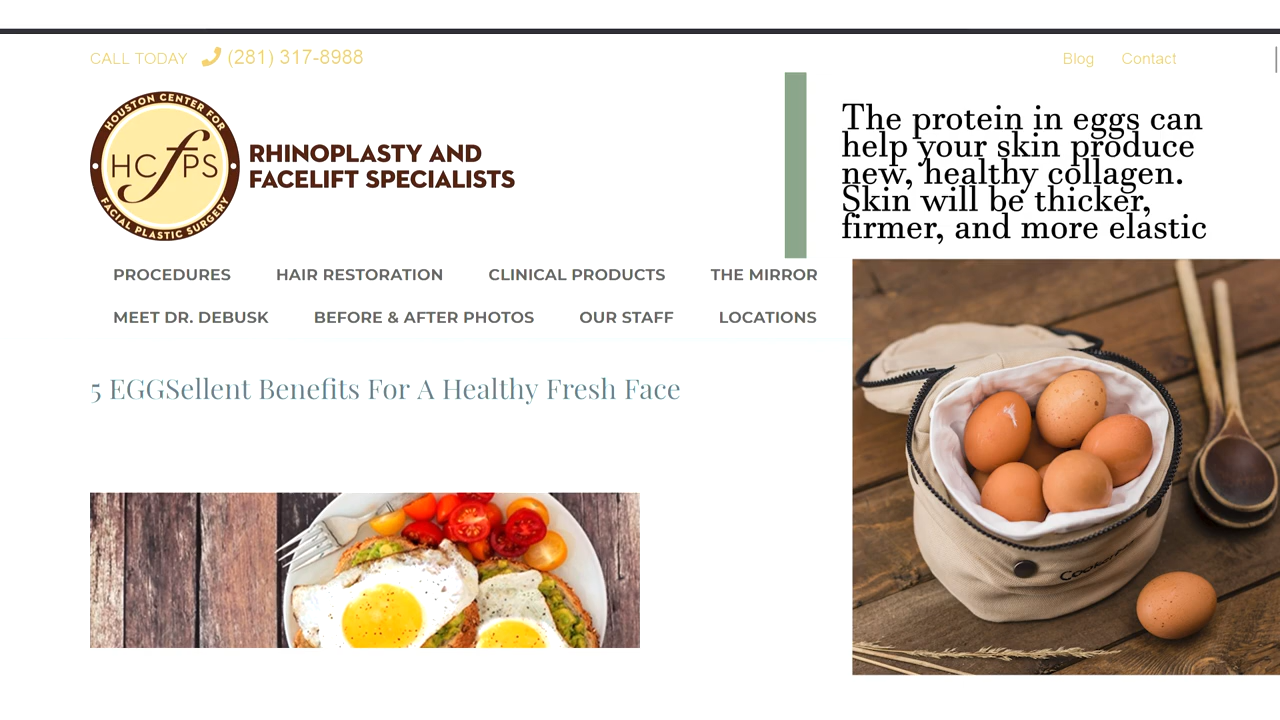 CALL TODAY (281) 317-8988
Blog Contact
HOUSTON CENTER FOR
HCfPS
FACIAL PLASTIC SURGERY
RHINOPLASTY AND
FACELIFT SPECIALISTS
The protein in eggs can
help your skin produce
new, healthy collagen.
Skin will be thicker,
firmer, and more elastic
PROCEDURES HAIR RESTORATION CLINICAL PRODUCTS THE MIRROR
MEET DR. DEBUSK BEFORE & AFTER PHOTOS OUR STAFF LOCATIONS
5 EGGSellent Benefits For A Healthy Fresh Face